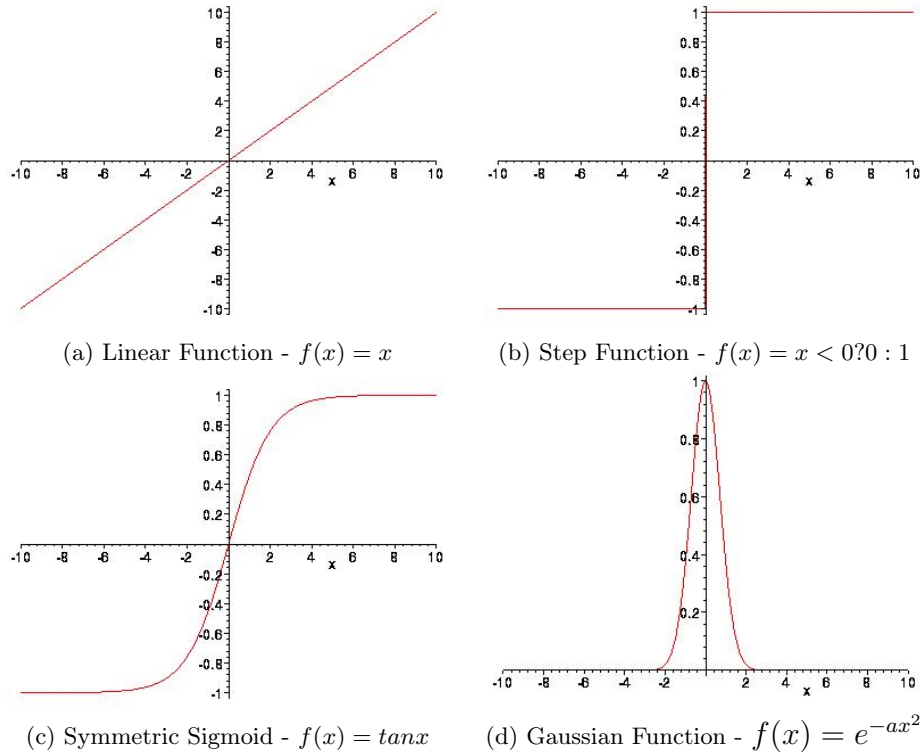 10
8
6
4
2
-10 -8 -6 -4 -2 2 4 6 8 10
x
-2
-4
-6
-8
-10
(a) Linear Function - f(x) = x
1
0.8
0.6
0.4
0.2
-10 -8 -6 -4 -2 2 4 6 8 10
x
-0.2
-0.4
-0.6
-0.8
-1
(b) Step Function - f(x) = x < 0?0 : 1
1
0.8
0.6
0.4
0.2
-10 -8 -6 -4 -2 2 4 6 8 10
x
-0.2
-0.4
-0.6
-0.8
-1
(c) Symmetric Sigmoid - f(x) = tanx
1
0.8
0.6
0.4
0.2
-10 -8 -6 -4 -2 2 4 6 8 10
x
(d) Gaussian Function - f(x) = e^{-ax^2}